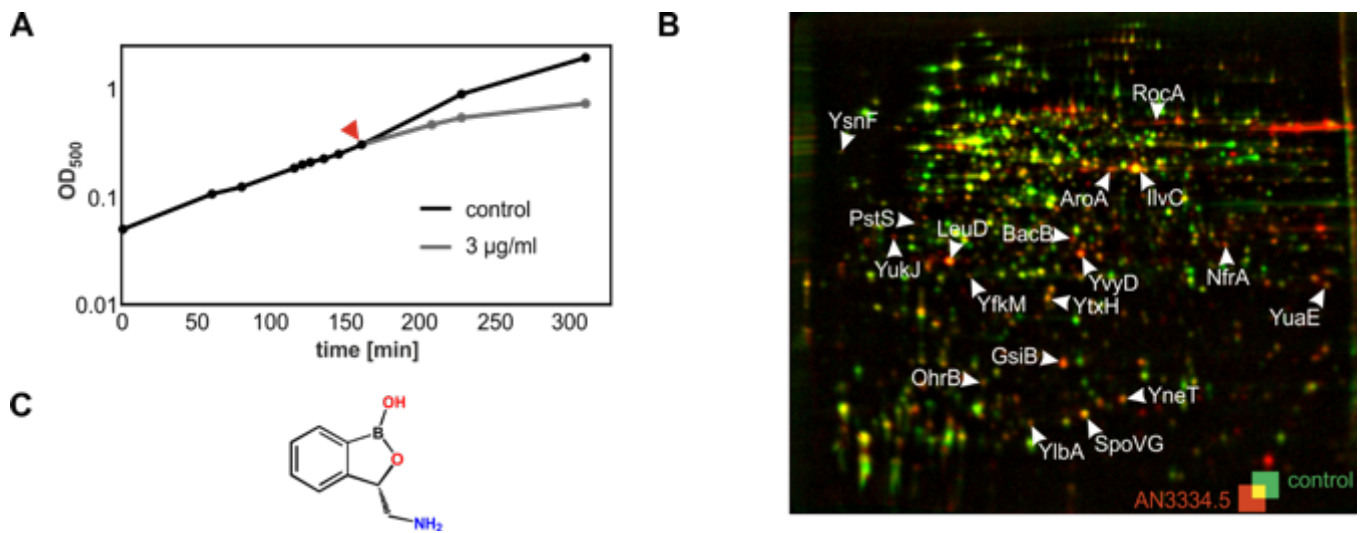 A
OD500
1
0.1
0.01
control
3 µg/ml
0 50 100 150 200 250 300
time [min]
B
RocA
YsnF
AroA
IlvC
PstS
LeuD
BacB
YukJ
YvyD
NfrA
YfkM
YtxH
YuaE
GsiB
OhrB
YneT
YlbA
SpoVG
control
AN3334.5
C
OH
B
O
NH2